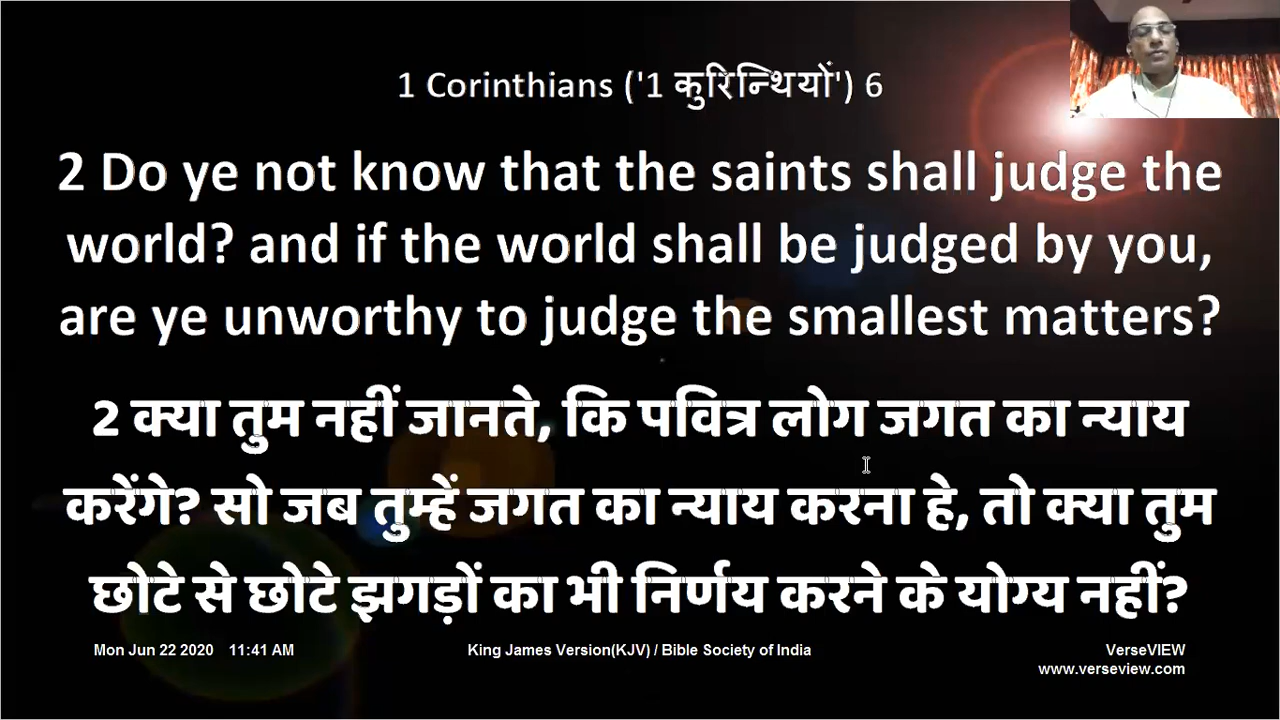 1 Corinthians ('1 कुरिन्थियों') 6
2 Do ye not know that the saints shall judge the
world? and if the world shall be judged by you,
are ye unworthy to judge the smallest matters?
2 क्या तुम नहीं जानते, कि पवित्र लोग जगत का न्याय
करेंगे? सो जब तुम्हें जगत का न्याय करना हे, तो क्या तुम
छोटे से छोटे झगड़ों का भी निर्णय करने के योग्य नहीं?
Mon Jun 22 2020 11:41 AM
King James Version(KJV) / Bible Society of India
VerseVIEW
www.verseview.com